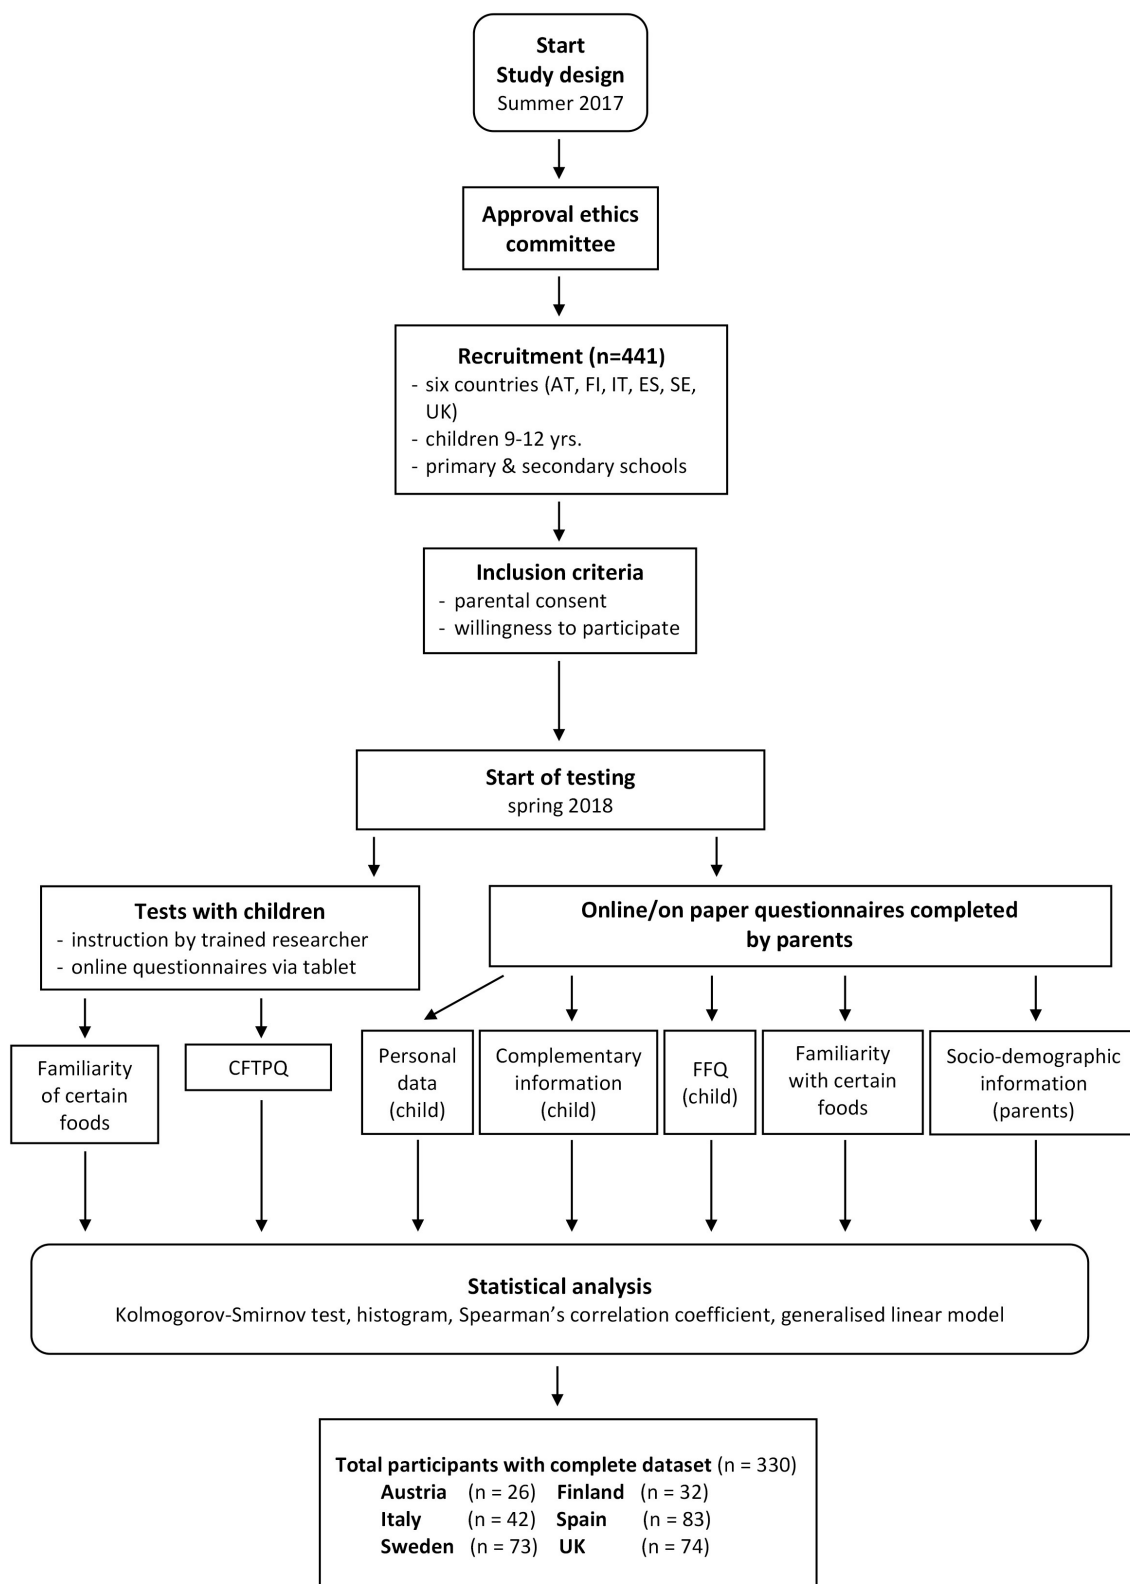 Start
Study design
Summer 2017
Approval ethics
committee
Recruitment (n=441)
- six countries (AT, FI, IT, ES, SE,
UK)
- children 9-12 yrs.
- primary & secondary schools
Inclusion criteria
- parental consent
- willingness to participate
Start of testing
spring 2018
Tests with children
- instruction by trained researcher
- online questionnaires via tablet
Online/on paper questionnaires completed
by parents
Familiarity
of certain
foods
CFTPQ
Personal
data
(child)
Complementary
information
(child)
FFQ
(child)
Familiarity
with certain
foods
Socio-demographic
information
(parents)
Statistical analysis
Kolmogorov-Smirnov test, histogram, Spearman’s correlation coefficient, generalised linear model
Total participants with complete dataset (n = 330)
Austria (n = 26) Finland (n = 32)
Italy (n = 42) Spain (n = 83)
Sweden (n = 73) UK (n = 74)